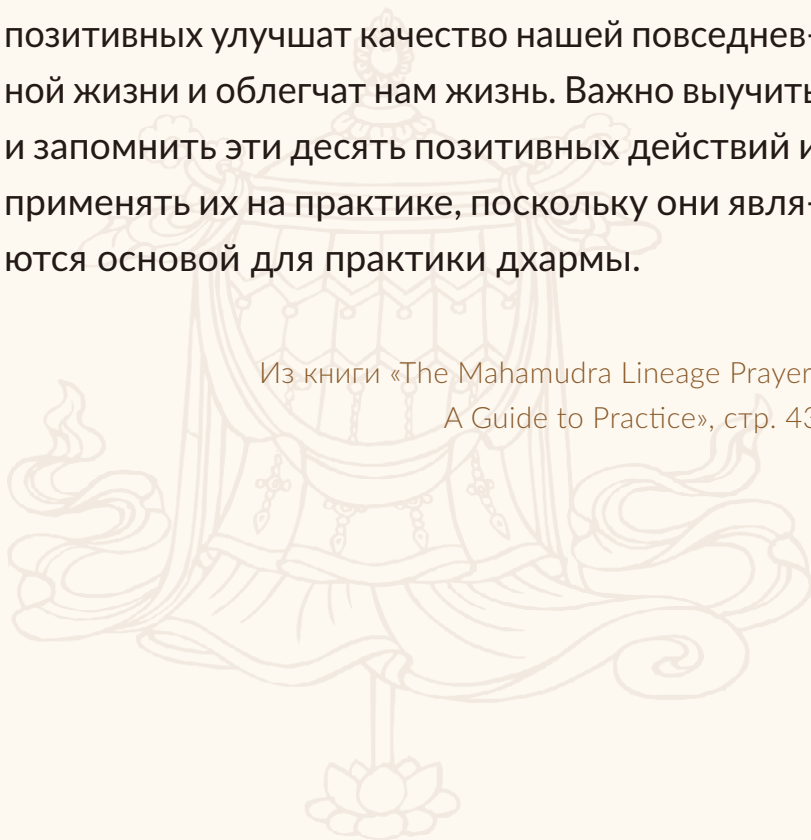 позитивных улучшат качество нашей повседнев-
ной жизни и облегчат нам жизнь. Важно выучить
и запомнить эти десять позитивных действий и
применять их на практике, поскольку они явля-
ются основой для практики дхармы.
Из книги «The Mahamudra Lineage Prayer
A Guide to Practice», стр. 43